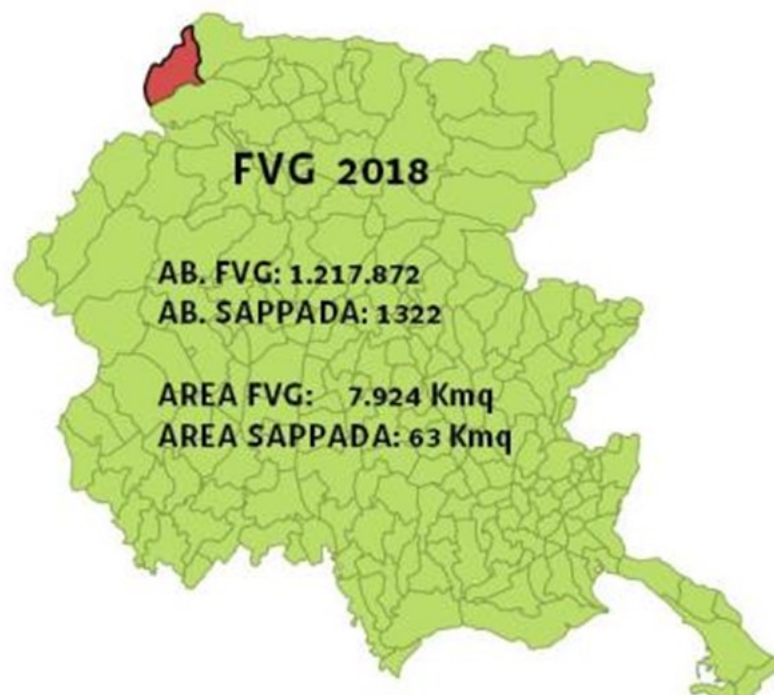 FVG 2018
AB. FVG: 1.217.872
AB. SAPPADA: 1322
AREA FVG: 7.924 Kmq
AREA SAPPADA: 63 Kmq